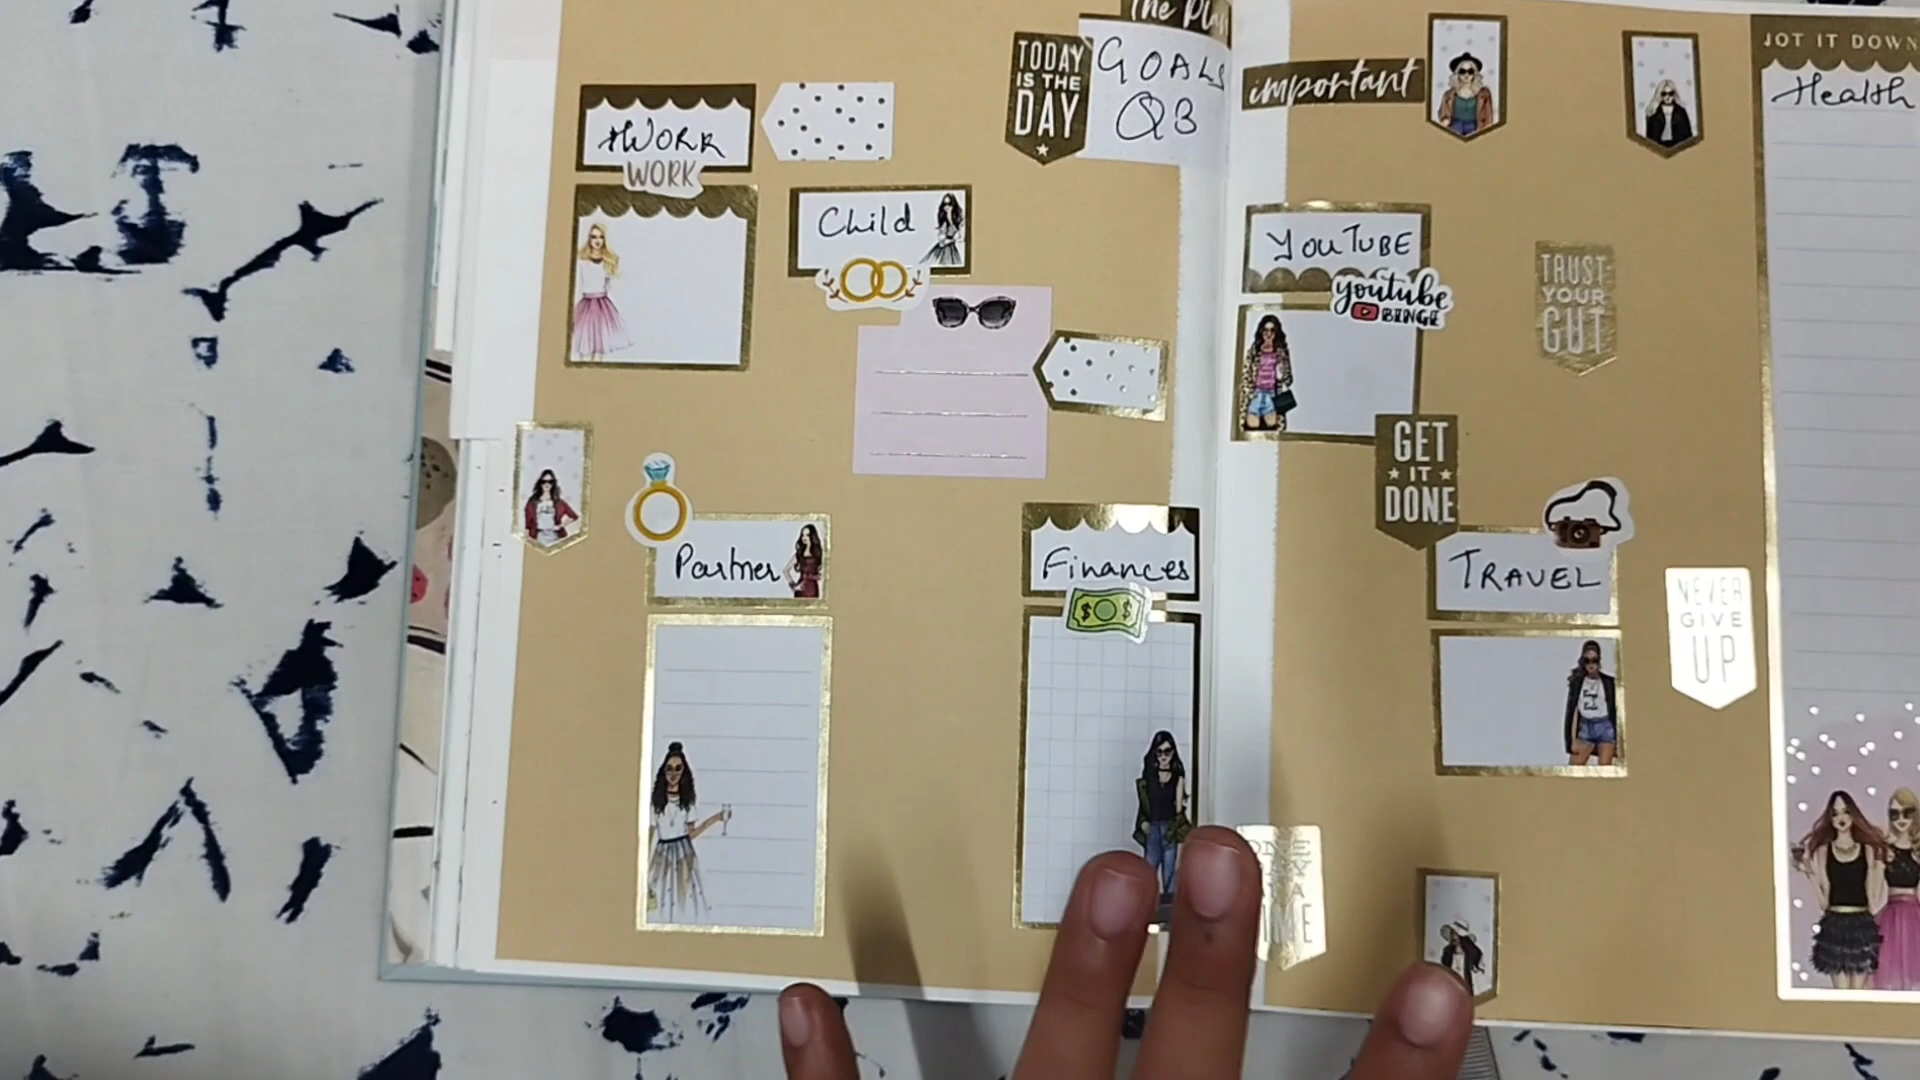 The Pla
TODAY
IS THE
DAY
GOALS
Q3
#WORK
WORK
Child
Partner
Finances
important
YOUTUBE
youtube
BINGE
TRUST
YOUR
GUT
GET
IT
DONE
TRAVEL
NEVER
GIVE
UP
JOT IT DOWN
Health